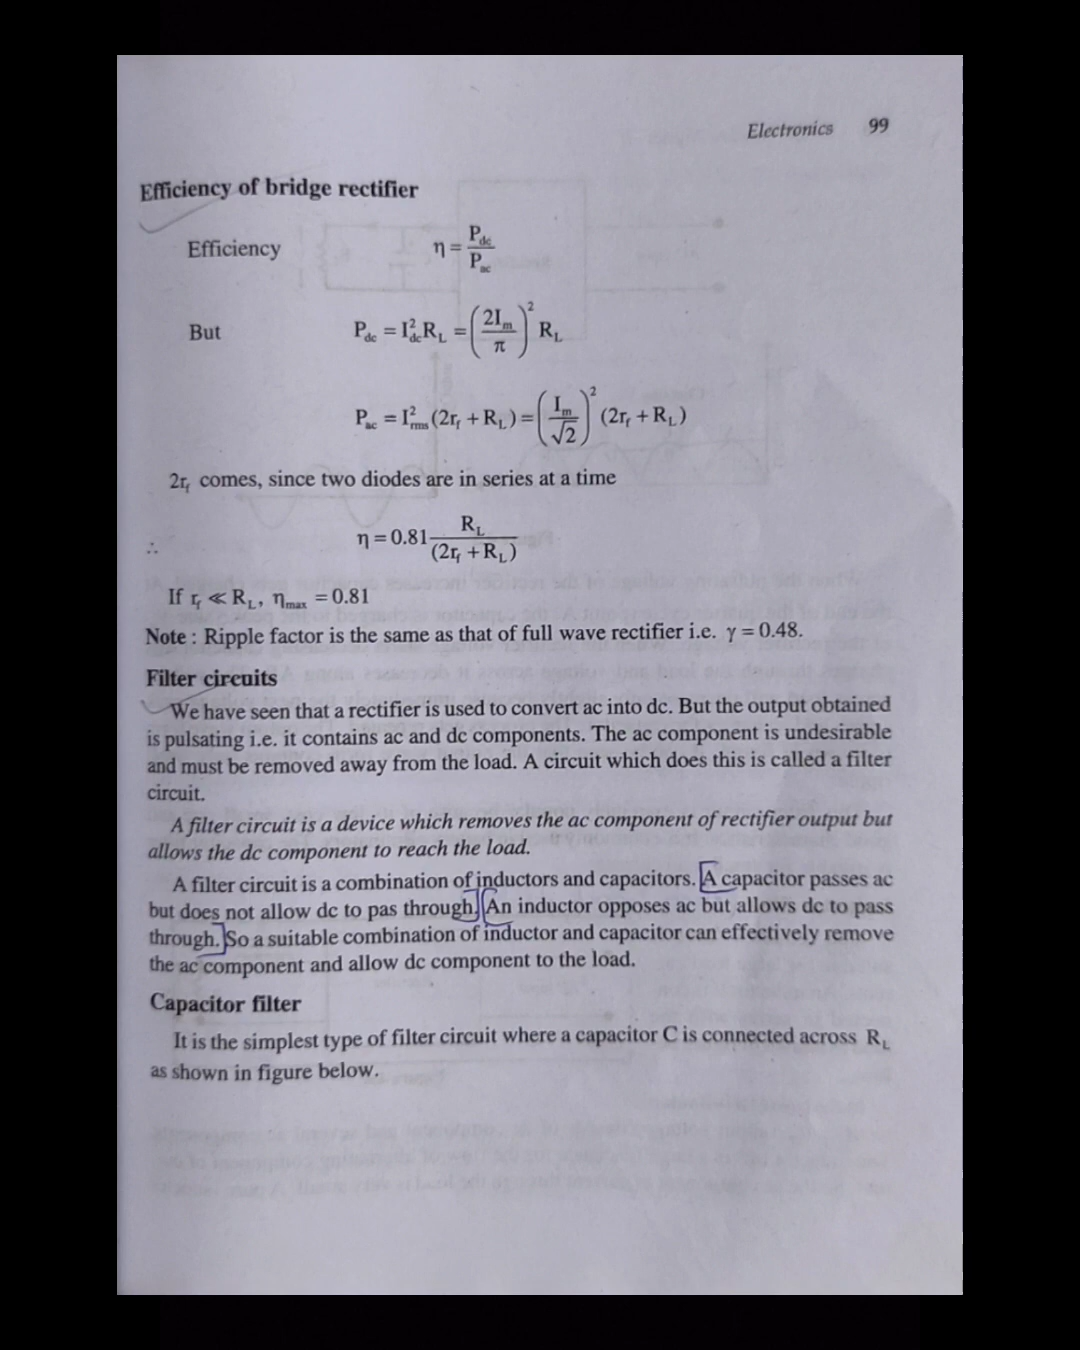 Electronics 99
Efficiency of bridge rectifier
Efficiency η = P_dc / P_ac
But P_dc = I²_dc R_L = (2I_m / π)² R_L
P_ac = I²_rms (2r_f + R_L) = (I_m / √2)² (2r_f + R_L)
2r_f comes, since two diodes are in series at a time
∴ η = 0.81 R_L / (2r_f + R_L)
If r_f ≪ R_L, η_max = 0.81
Note : Ripple factor is the same as that of full wave rectifier i.e. γ = 0.48.
Filter circuits
We have seen that a rectifier is used to convert ac into dc. But the output obtained
is pulsating i.e. it contains ac and dc components. The ac component is undesirable
and must be removed away from the load. A circuit which does this is called a filter
circuit.
A filter circuit is a device which removes the ac component of rectifier output but
allows the dc component to reach the load.
A filter circuit is a combination of inductors and capacitors. [A capacitor passes ac
but does not allow dc to pas through.] [An inductor opposes ac but allows dc to pass
through.] So a suitable combination of inductor and capacitor can effectively remove
the ac component and allow dc component to the load.
Capacitor filter
It is the simplest type of filter circuit where a capacitor C is connected across R_L
as shown in figure below.